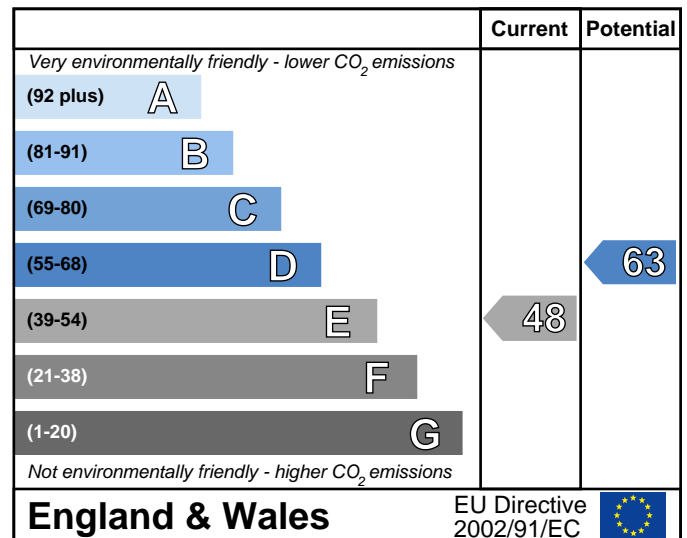 Current Potential
Very environmentally friendly - lower CO2 emissions
(92 plus) A
(81-91) B
(69-80) C
(55-68) D 63
(39-54) E 48
(21-38) F
(1-20) G
Not environmentally friendly - higher CO2 emissions
England & Wales
EU Directive
2002/91/EC